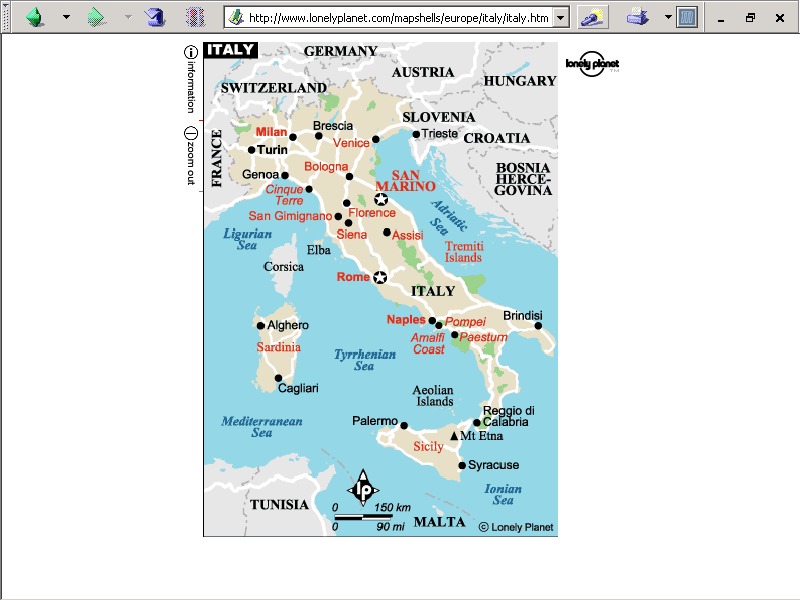 http://www.lonelyplanet.com/mapshells/europe/italy/italy.htm
information
zoom out
ITALY
lonely planet
TM
GERMANY
AUSTRIA
HUNGARY
SWITZERLAND
SLOVENIA
CROATIA
FRANCE
BOSNIA
HERCE-
GOVINA
Milan
Brescia
Venice
Trieste
Turin
Bologna
Genoa
SAN
MARINO
Cinque
Terre
Florence
San Gimignano
Siena
Assisi
Adriatic
Sea
Ligurian
Sea
Elba
Tremiti
Islands
Corsica
Rome
ITALY
Brindisi
Naples
Pompei
Alghero
Amalfi
Coast
Paestum
Sardinia
Tyrrhenian
Sea
Cagliari
Aeolian
Islands
Reggio di
Calabria
Mediterranean
Sea
Palermo
Mt Etna
Sicily
Syracuse
Ionian
Sea
TUNISIA
lp
0 150 km
0 90 mi
MALTA
© Lonely Planet